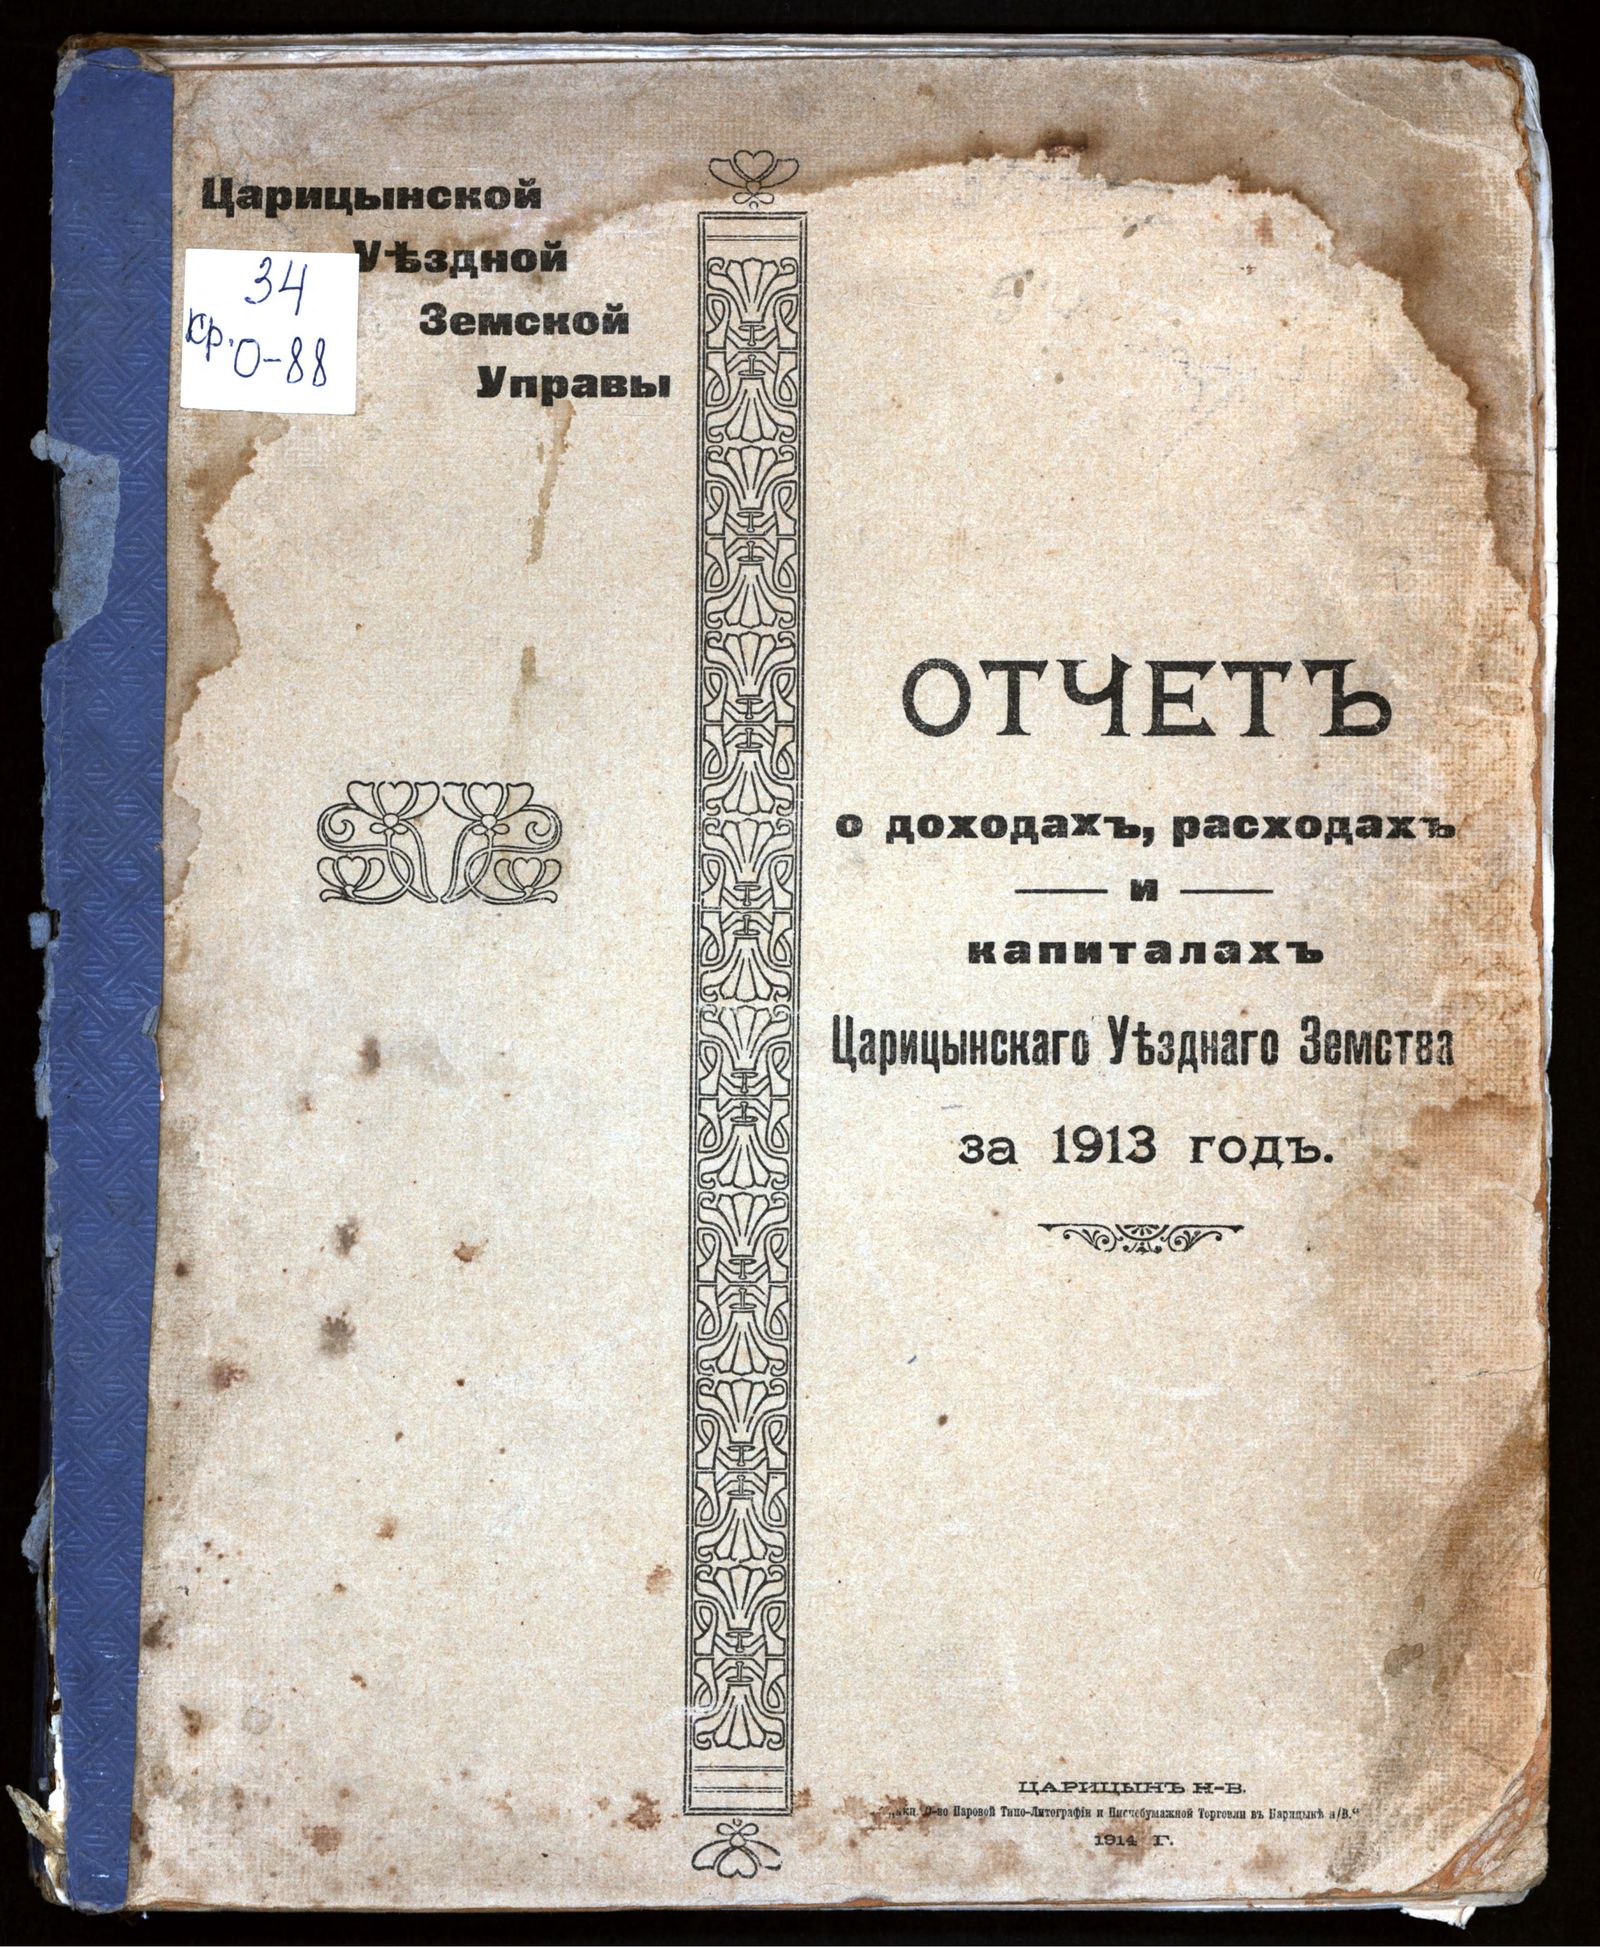 Царицынской
Уѣздной
Земской
Управы
34
кр. О-88
ОТЧЕТЪ
о доходахъ, расходахъ
и
капиталахъ
Царицынскаго Уѣзднаго Земства
за 1913 годъ.
ЦАРИЦЫНЪ Н-В.
О-во Паровой Типо-Литографіи и Писчебумажной Торговли въ Царицынѣ н/В.“
1914 Г.